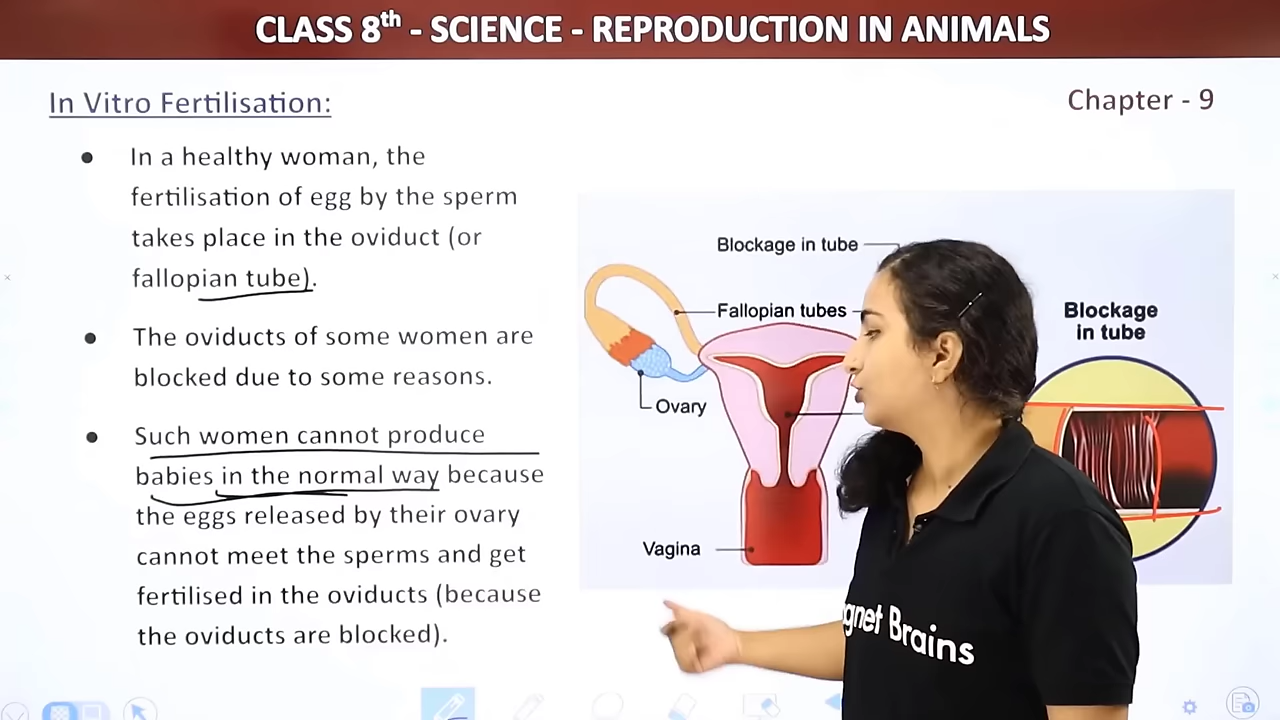 CLASS 8th - SCIENCE - REPRODUCTION IN ANIMALS
In Vitro Fertilisation:
Chapter - 9
● In a healthy woman, the
fertilisation of egg by the sperm
takes place in the oviduct (or
fallopian tube).
● The oviducts of some women are
blocked due to some reasons.
● Such women cannot produce
babies in the normal way because
the eggs released by their ovary
cannot meet the sperms and get
fertilised in the oviducts (because
the oviducts are blocked).
Blockage in tube
Fallopian tubes
Ovary
Vagina
Blockage
in tube
Brains